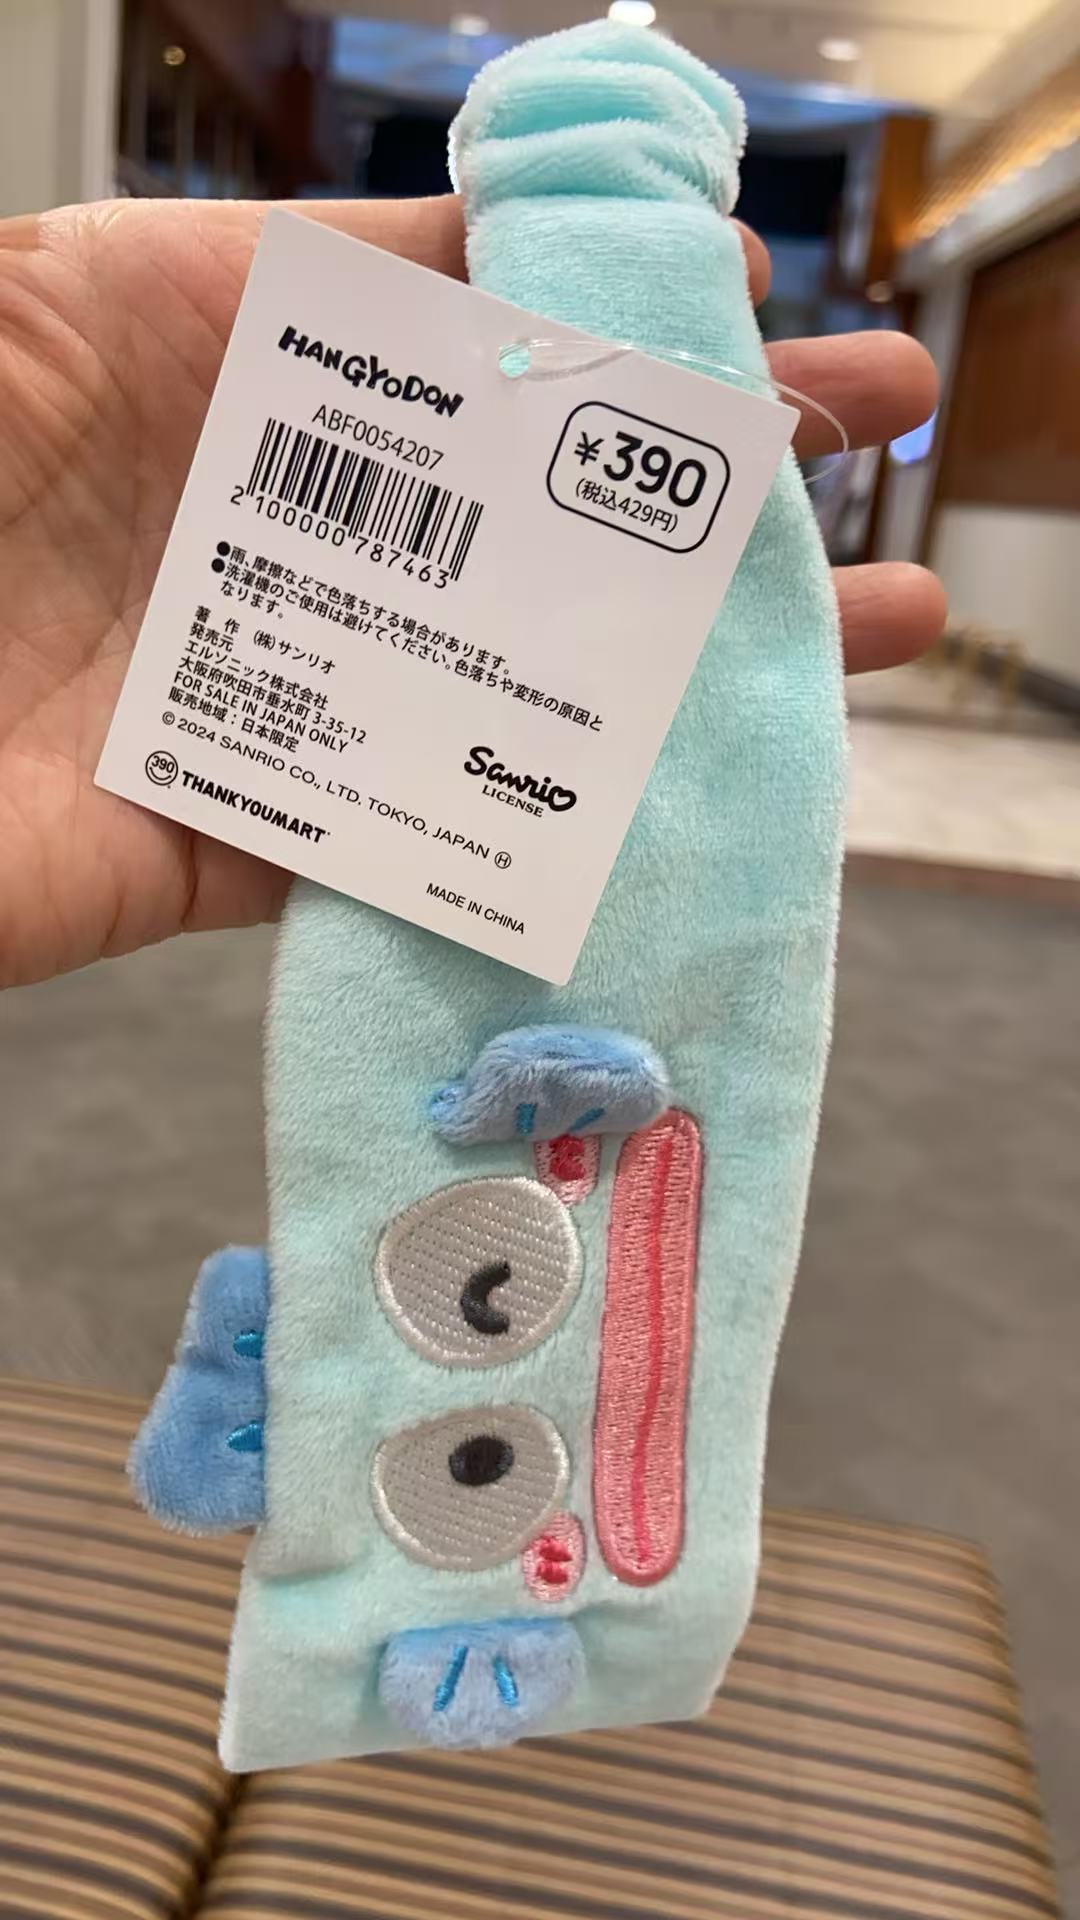 HANGYODON
ABF0054207
2 100000 787463
¥390
(税込429円)
●雨、摩擦などで色落ちする場合があります。
●洗濯機のご使用は避けてください。色落ちや変形の原因と
なります。
著 作 (株)サンリオ
発売元
エルソニック株式会社
大阪府吹田市垂水町 3-35-12
FOR SALE IN JAPAN ONLY
販売地域:日本限定
© 2024 SANRIO CO., LTD. TOKYO, JAPAN Ⓗ
Sanrio
LICENSE
390 THANKYOUMART
MADE IN CHINA